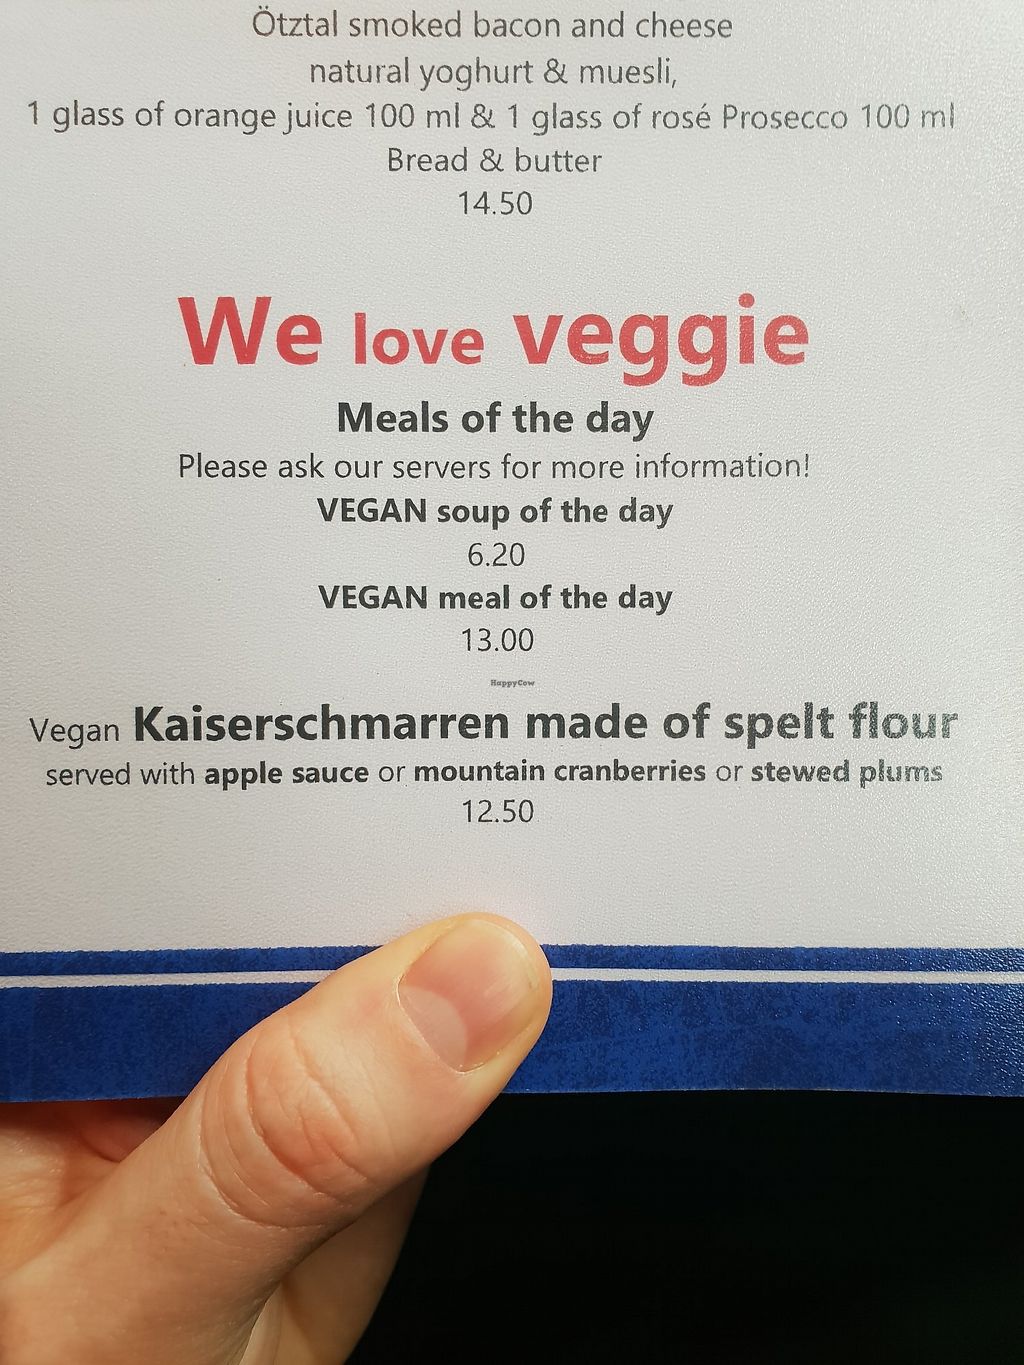 Ötztal smoked bacon and cheese
natural yoghurt & muesli,
1 glass of orange juice 100 ml & 1 glass of rosé Prosecco 100 ml
Bread & butter
14.50
We love veggie
Meals of the day
Please ask our servers for more information!
VEGAN soup of the day
6.20
VEGAN meal of the day
13.00
HappyCow
Vegan Kaiserschmarren made of spelt flour
served with apple sauce or mountain cranberries or stewed plums
12.50